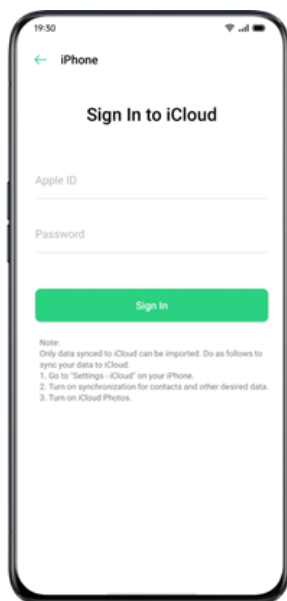 19:50
iPhone
Sign In to iCloud
Apple ID
Password
Sign In
Note:
Only data synced to iCloud can be imported. Do as follows to
sync your data to iCloud:
1. Go to "Settings - iCloud" on your iPhone.
2. Turn on synchronization for contacts and other desired data.
3. Turn on iCloud Photos.